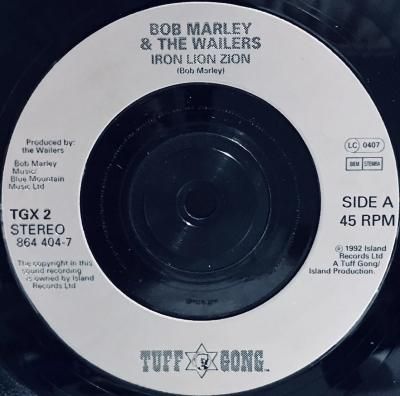 BOB MARLEY
& THE WAILERS
IRON LION ZION
(Bob Marley)
Produced by:
the Wailers
Bob Marley
Music/
Blue Mountain
Music Ltd
TGX 2
STEREO
864 404-7
The copyright in this
sound recording
is owned by Island
Records Ltd
LC 0407
BIEM STEMRA
SIDE A
45 RPM
℗ 1992 Island
Records Ltd
A Tuff Gong/
Island Production.
TUFF GONG™